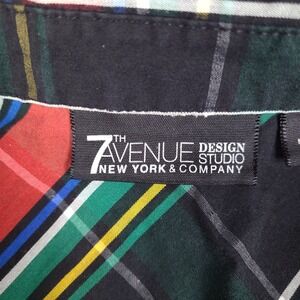 7TH AVENUE DESIGN STUDIO
NEW YORK & COMPANY